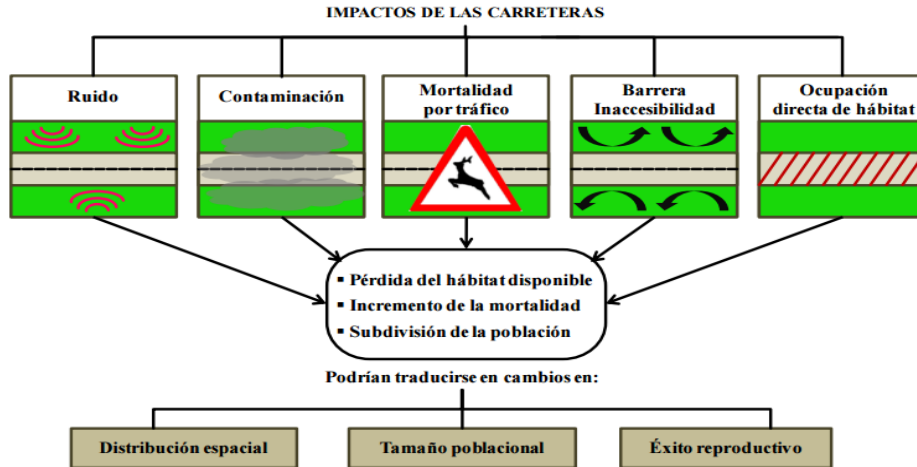 IMPACTOS DE LAS CARRETERAS
Ruido
Contaminación
Mortalidad
por tráfico
Barrera
Inaccesibilidad
Ocupación
directa de hábitat
▪ Pérdida del hábitat disponible
▪ Incremento de la mortalidad
▪ Subdivisión de la población
Podrían traducirse en cambios en:
Distribución espacial
Tamaño poblacional
Éxito reproductivo